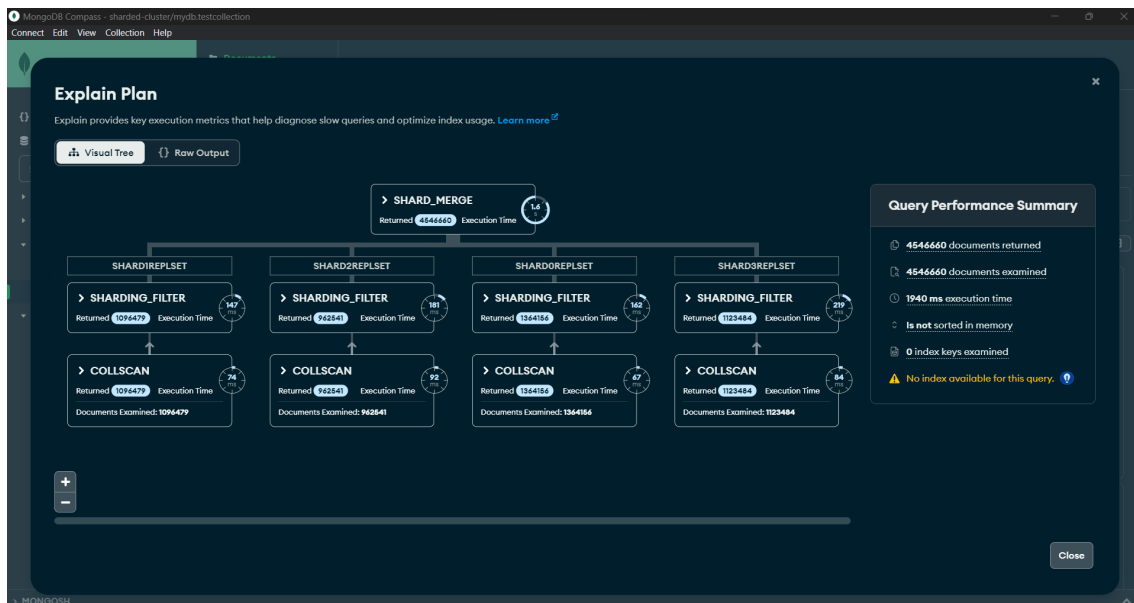 MongoDB Compass - sharded-cluster/mydb.testcollection
Connect Edit View Collection Help
Documents
Explain Plan
Explain provides key execution metrics that help diagnose slow queries and optimize index usage. Learn more
Visual Tree {} Raw Output
> SHARD_MERGE
Returned 4546660 Execution Time 1.6 s
SHARD1REPLSET SHARD2REPLSET SHARD0REPLSET SHARD3REPLSET
> SHARDING_FILTER
Returned 1096479 Execution Time 147 ms
> SHARDING_FILTER
Returned 962541 Execution Time 181 ms
> SHARDING_FILTER
Returned 1364156 Execution Time 162 ms
> SHARDING_FILTER
Returned 1123484 Execution Time 219 ms
> COLLSCAN
Returned 1096479 Execution Time 74 ms
Documents Examined: 1096479
> COLLSCAN
Returned 962541 Execution Time 92 ms
Documents Examined: 962541
> COLLSCAN
Returned 1364156 Execution Time 67 ms
Documents Examined: 1364156
> COLLSCAN
Returned 1123484 Execution Time 84 ms
Documents Examined: 1123484
Query Performance Summary
4546660 documents returned
4546660 documents examined
1940 ms execution time
Is not sorted in memory
0 index keys examined
No index available for this query.
+
−
Close
> MONGOSH